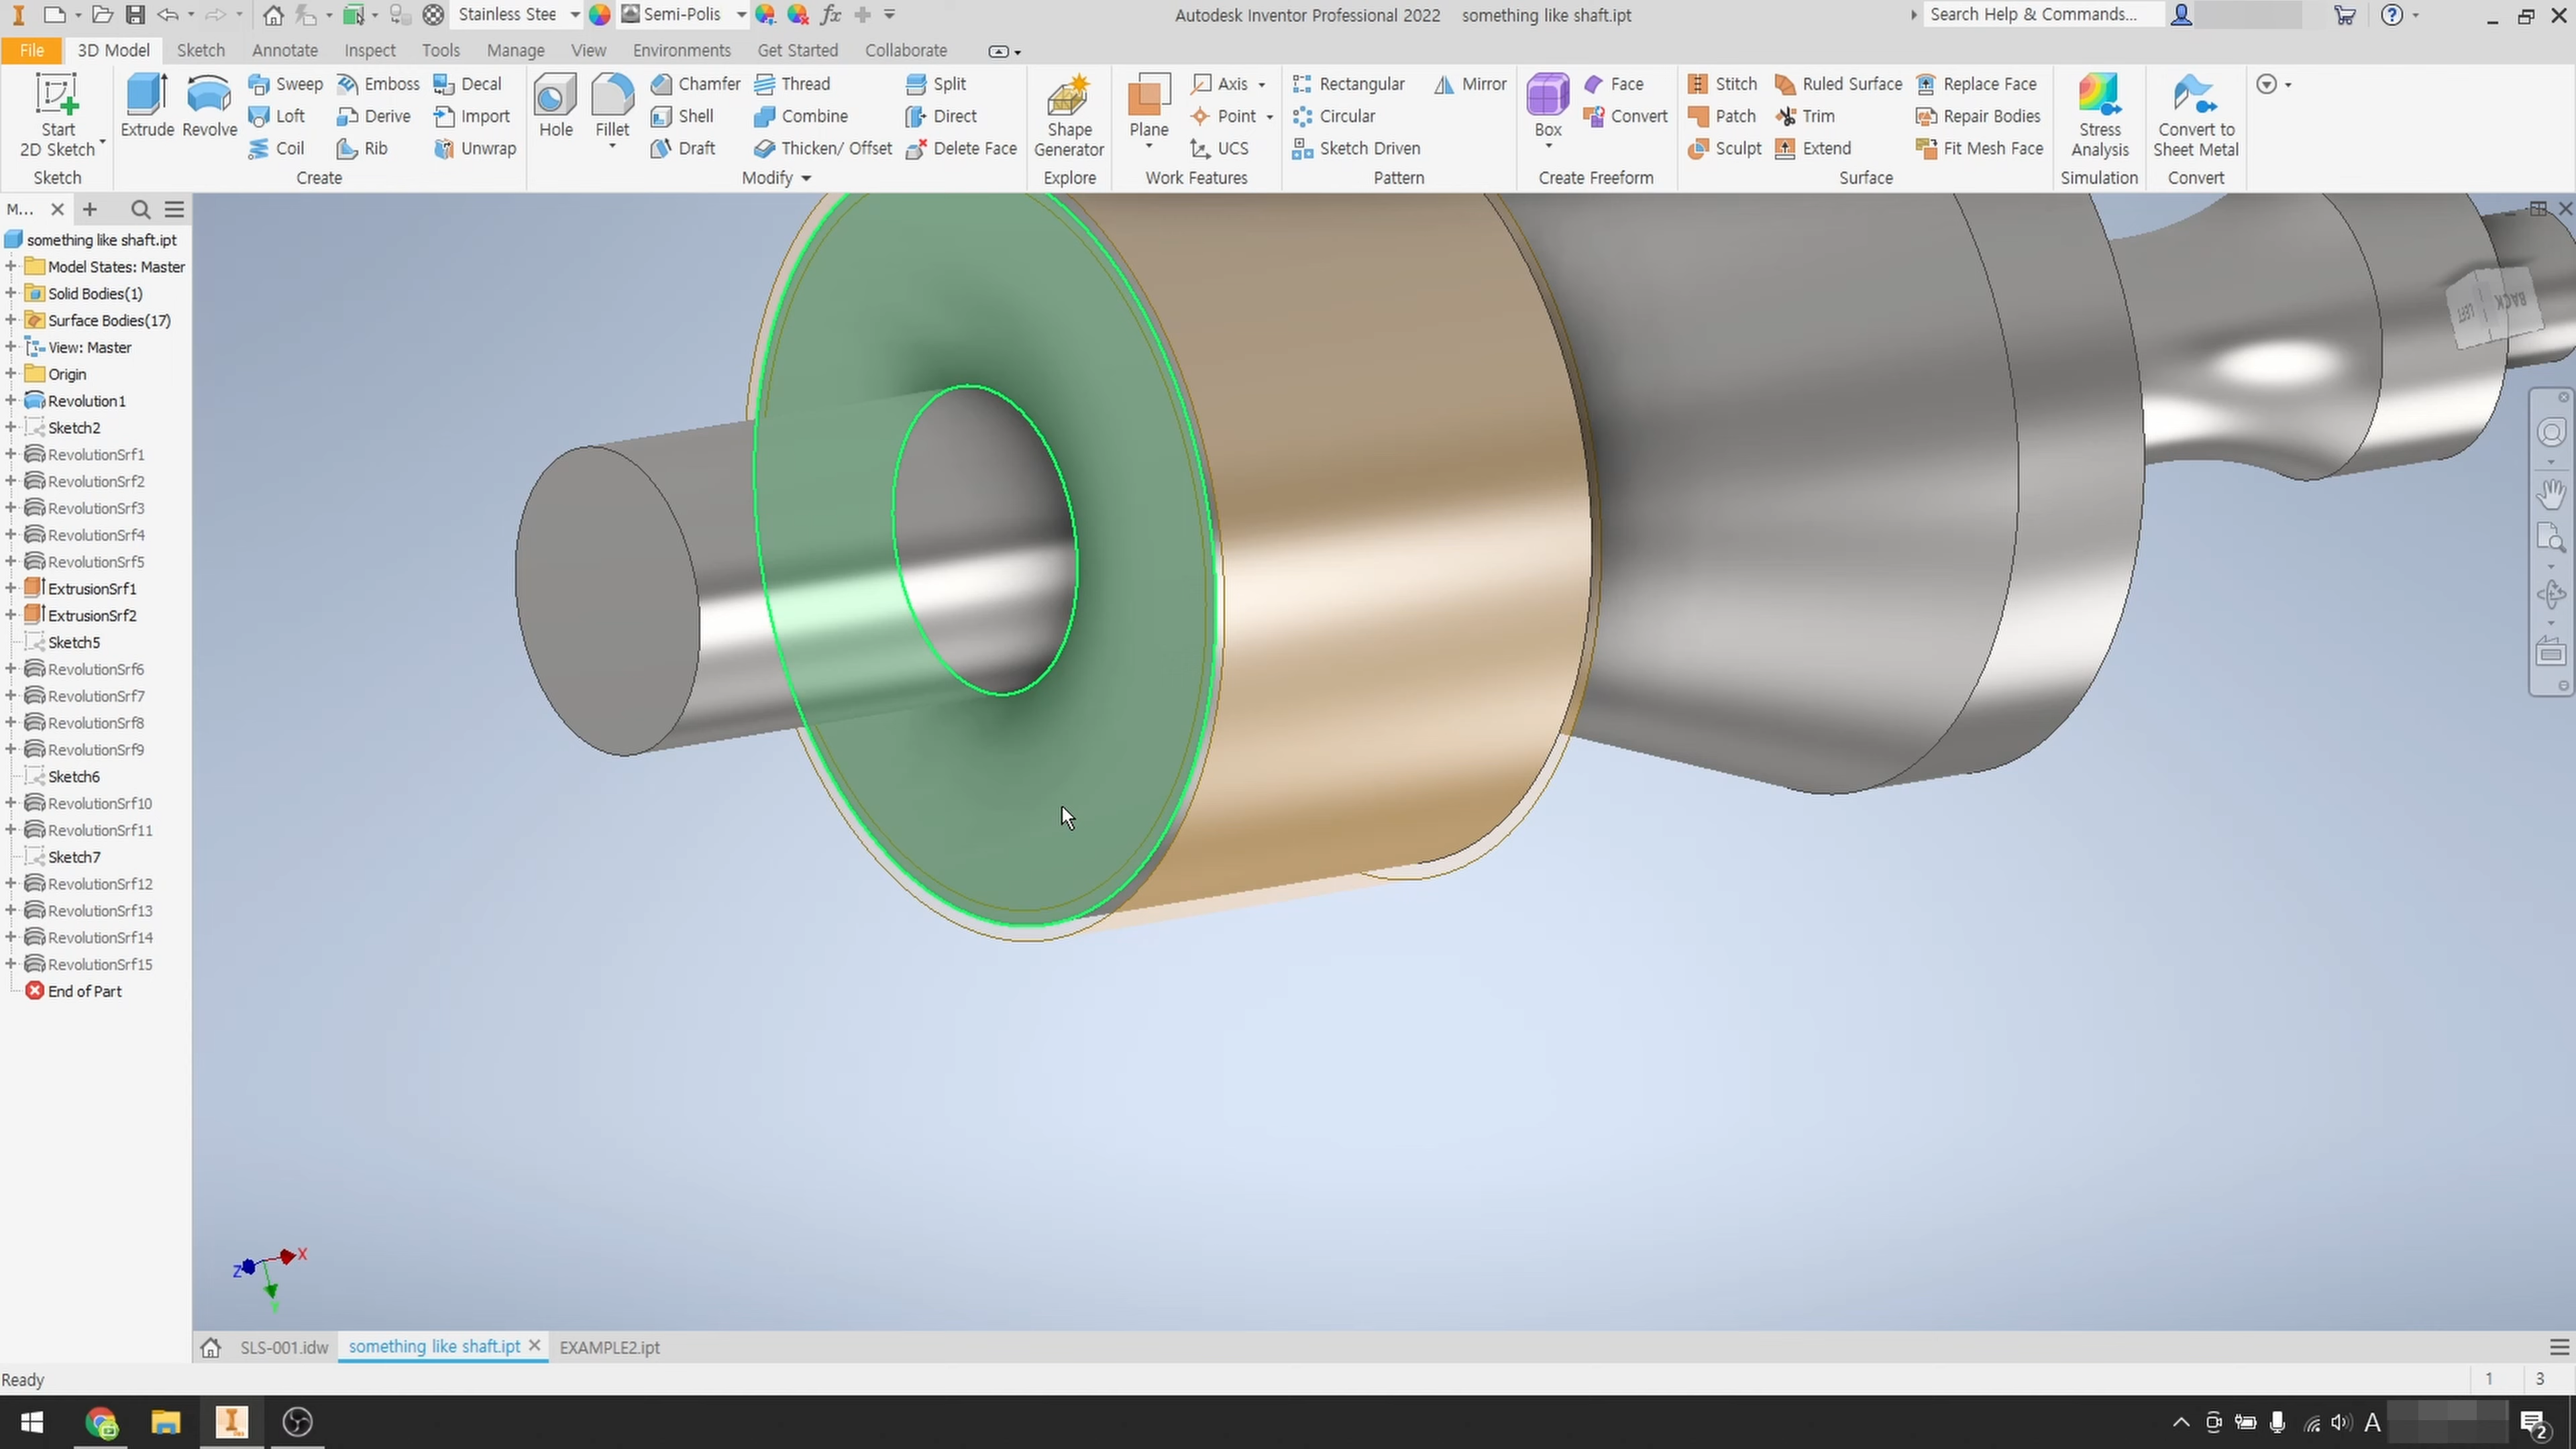 Stainless Stee
Semi-Polis
fx
Autodesk Inventor Professional 2022 something like shaft.ipt
Search Help & Commands...
File 3D Model Sketch Annotate Inspect Tools Manage View Environments Get Started Collaborate
Start
2D Sketch
Sketch
Extrude
Revolve
Sweep
Loft
Coil
Emboss
Derive
Rib
Decal
Import
Unwrap
Create
Hole
Fillet
Chamfer
Shell
Draft
Thread
Combine
Thicken/ Offset
Split
Direct
Delete Face
Modify
Shape
Generator
Explore
Plane
Axis
Point
UCS
Work Features
Rectangular
Circular
Sketch Driven
Mirror
Pattern
Box
Face
Convert
Create Freeform
Stitch
Patch
Sculpt
Ruled Surface
Trim
Extend
Replace Face
Repair Bodies
Fit Mesh Face
Surface
Stress
Analysis
Simulation
Convert to
Sheet Metal
Convert
M...
something like shaft.ipt
Model States: Master
Solid Bodies(1)
Surface Bodies(17)
View: Master
Origin
Revolution1
Sketch2
RevolutionSrf1
RevolutionSrf2
RevolutionSrf3
RevolutionSrf4
RevolutionSrf5
ExtrusionSrf1
ExtrusionSrf2
Sketch5
RevolutionSrf6
RevolutionSrf7
RevolutionSrf8
RevolutionSrf9
Sketch6
RevolutionSrf10
RevolutionSrf11
Sketch7
RevolutionSrf12
RevolutionSrf13
RevolutionSrf14
RevolutionSrf15
End of Part
LEFT
BACK
X
Z
SLS-001.idw something like shaft.ipt EXAMPLE2.ipt
Ready
1 3
A
2